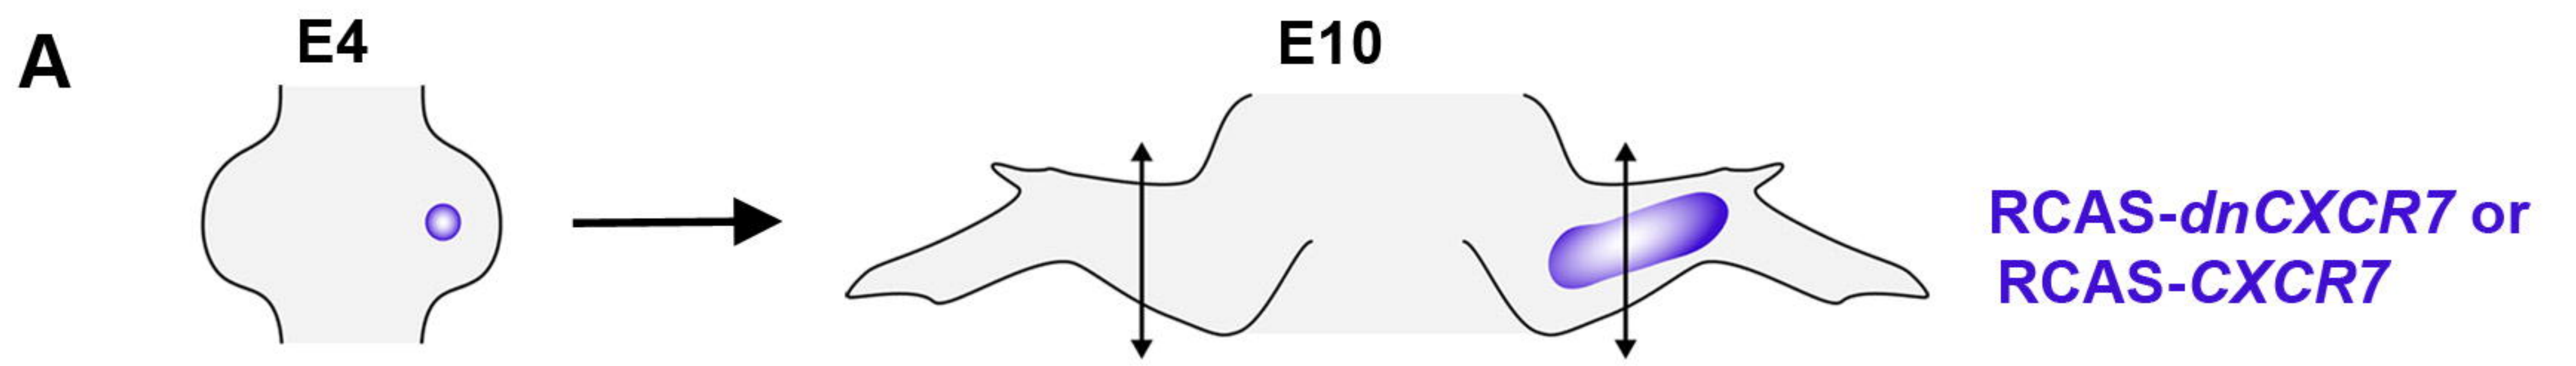 A
E4
E10
RCAS-dnCXCR7 or
RCAS-CXCR7